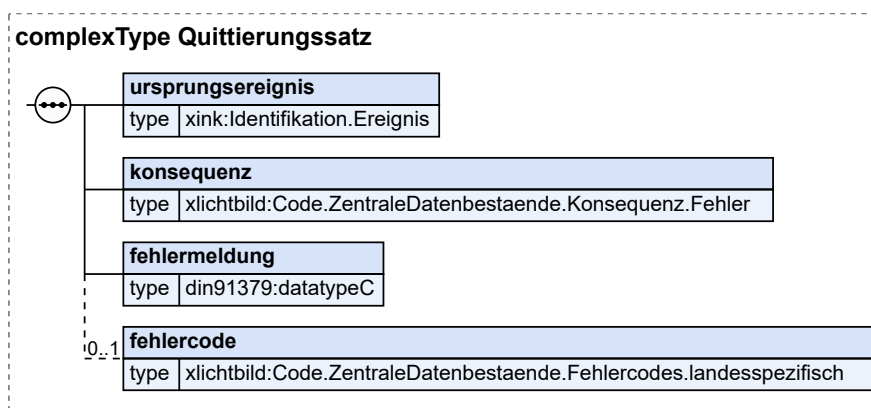 complexType Quittierungssatz
ursprungsereignis
type xink:Identifikation.Ereignis
konsequenz
type xlichtbild:Code.ZentraleDatenbestaende.Konsequenz.Fehler
fehlermeldung
type din91379:datatypeC
0..1 fehlercode
type xlichtbild:Code.ZentraleDatenbestaende.Fehlercodes.landesspezifisch